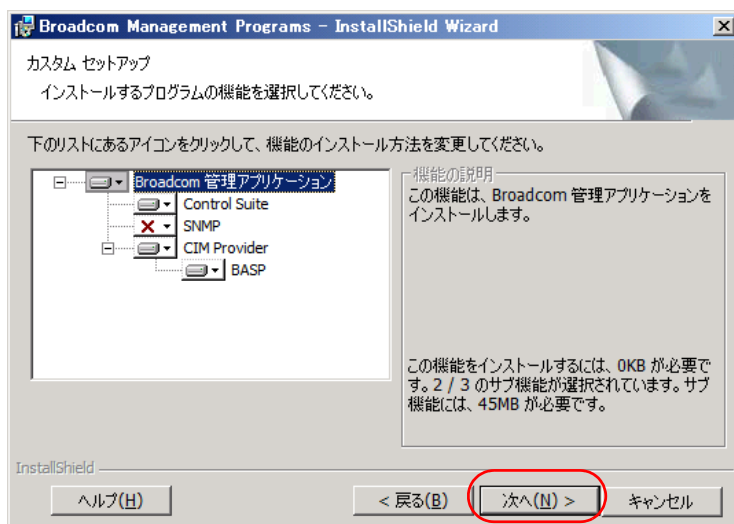 Broadcom Management Programs - InstallShield Wizard
カスタム セットアップ
インストールするプログラムの機能を選択してください。
下のリストにあるアイコンをクリックして、機能のインストール方法を変更してください。
Broadcom 管理アプリケーション
Control Suite
SNMP
CIM Provider
BASP
機能の説明
この機能は、Broadcom 管理アプリケーションを
インストールします。
この機能をインストールするには、0KB が必要で
す。2 / 3 のサブ機能が選択されています。サブ
機能には、45MB が必要です。
InstallShield
ヘルプ(H)
< 戻る(B)
次へ(N) >
キャンセル